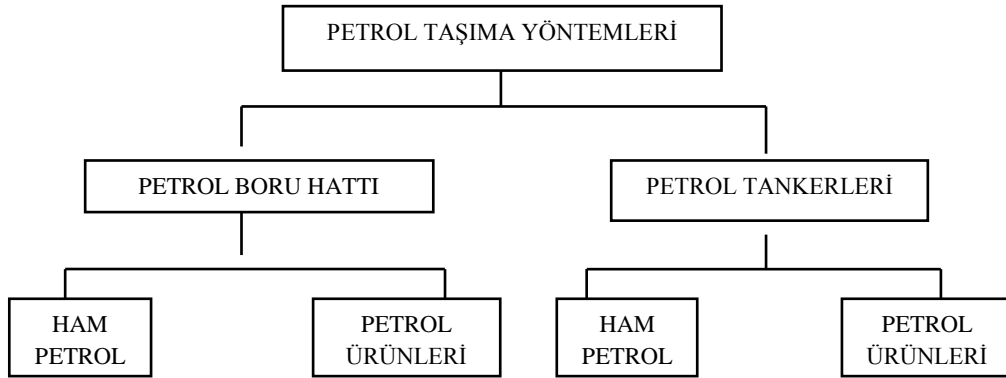 PETROL TAŞIMA YÖNTEMLERİ
PETROL BORU HATTI
PETROL TANKERLERİ
HAM
PETROL
PETROL
ÜRÜNLERİ
HAM
PETROL
PETROL
ÜRÜNLERİ